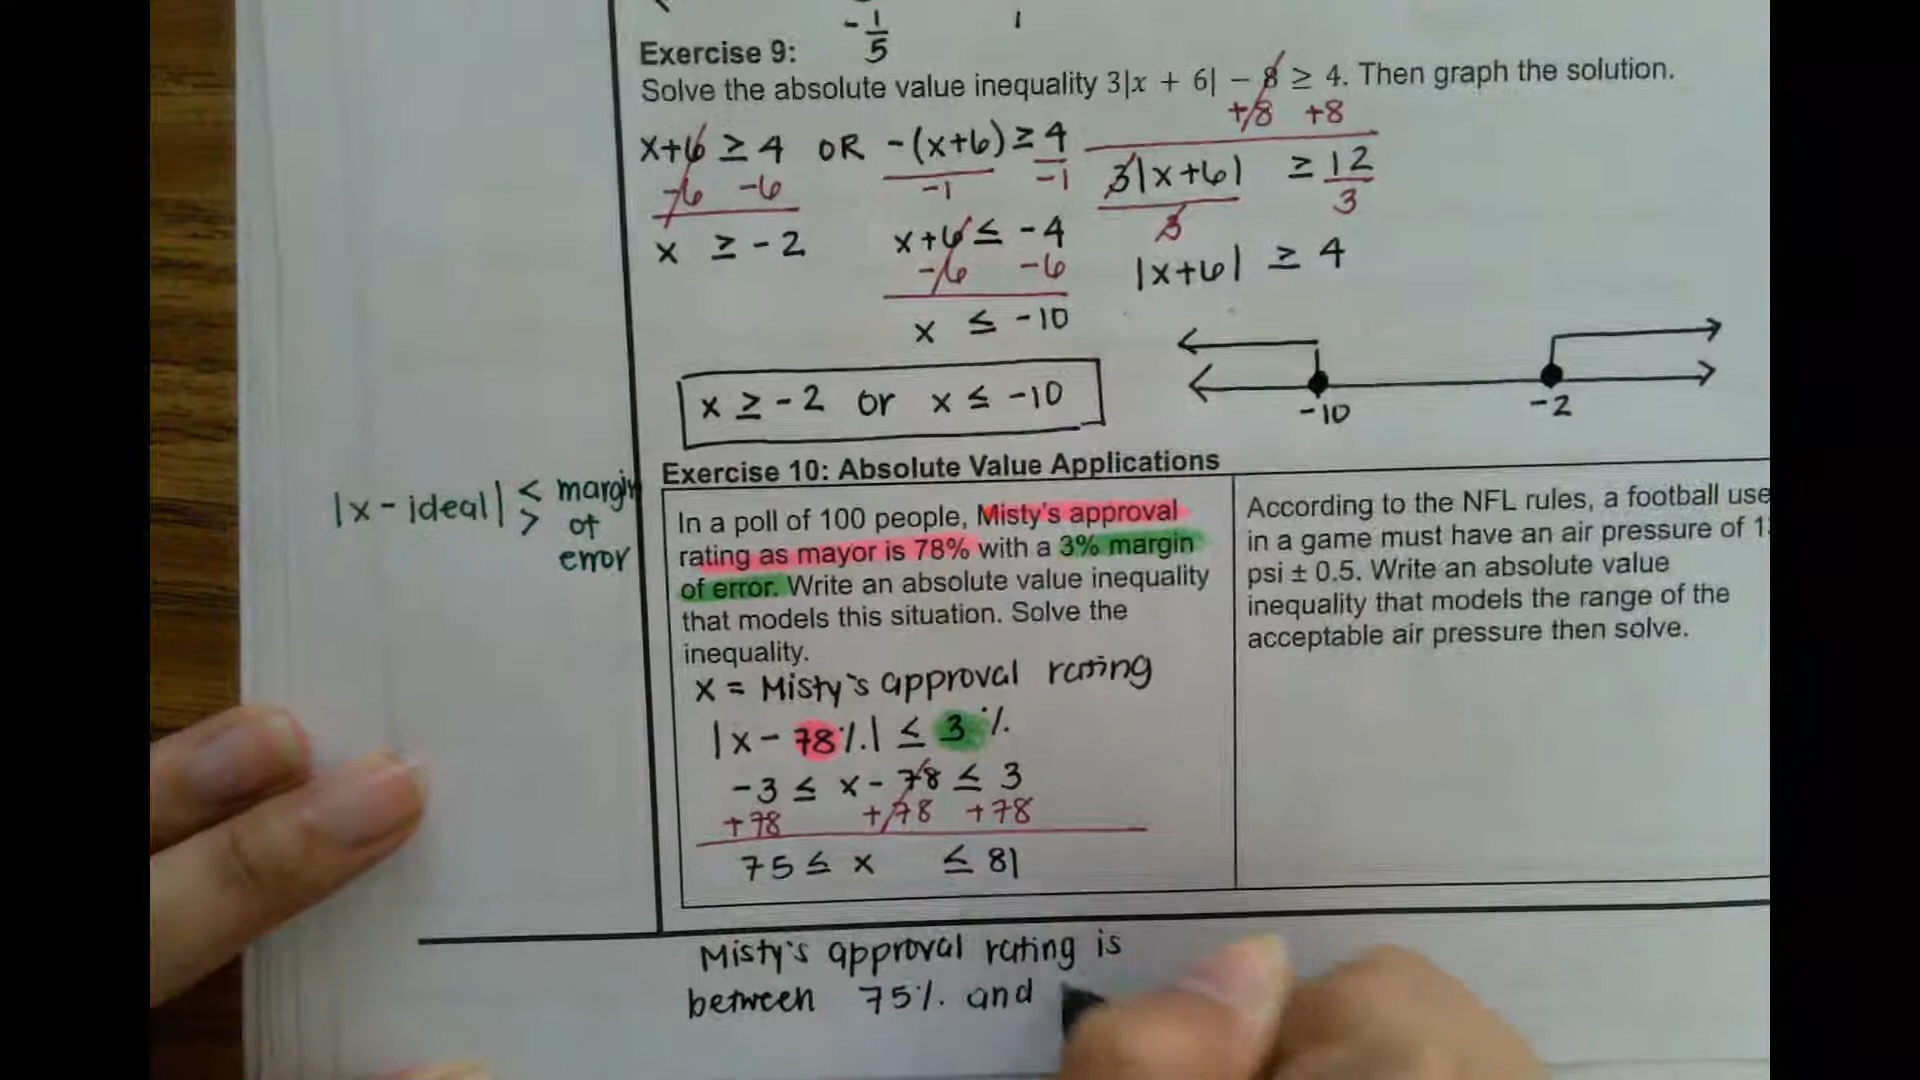 - 1/5
Exercise 9:
Solve the absolute value inequality 3|x + 6| − 8 ≥ 4. Then graph the solution.
+8 +8
x+6 ≥ 4 OR -(x+6) ≥ 4
-6 -6
-1 -1
x ≥ -2
x+6 ≤ -4
-6 -6
x ≤ -10
3|x+6| ≥ 12
3 3
|x+6| ≥ 4
x ≥ -2 or x ≤ -10
-10 -2
|x - ideal| < > margin
of
error
Exercise 10: Absolute Value Applications
In a poll of 100 people, Misty's approval
rating as mayor is 78% with a 3% margin
of error. Write an absolute value inequality
that models this situation. Solve the
inequality.
x = Misty's approval rating
|x - 78%| ≤ 3%
-3 ≤ x - 78 ≤ 3
+78 +78 +78
75 ≤ x ≤ 81
Misty's approval rating is
between 75% and
According to the NFL rules, a football use
in a game must have an air pressure of 1
psi ± 0.5. Write an absolute value
inequality that models the range of the
acceptable air pressure then solve.